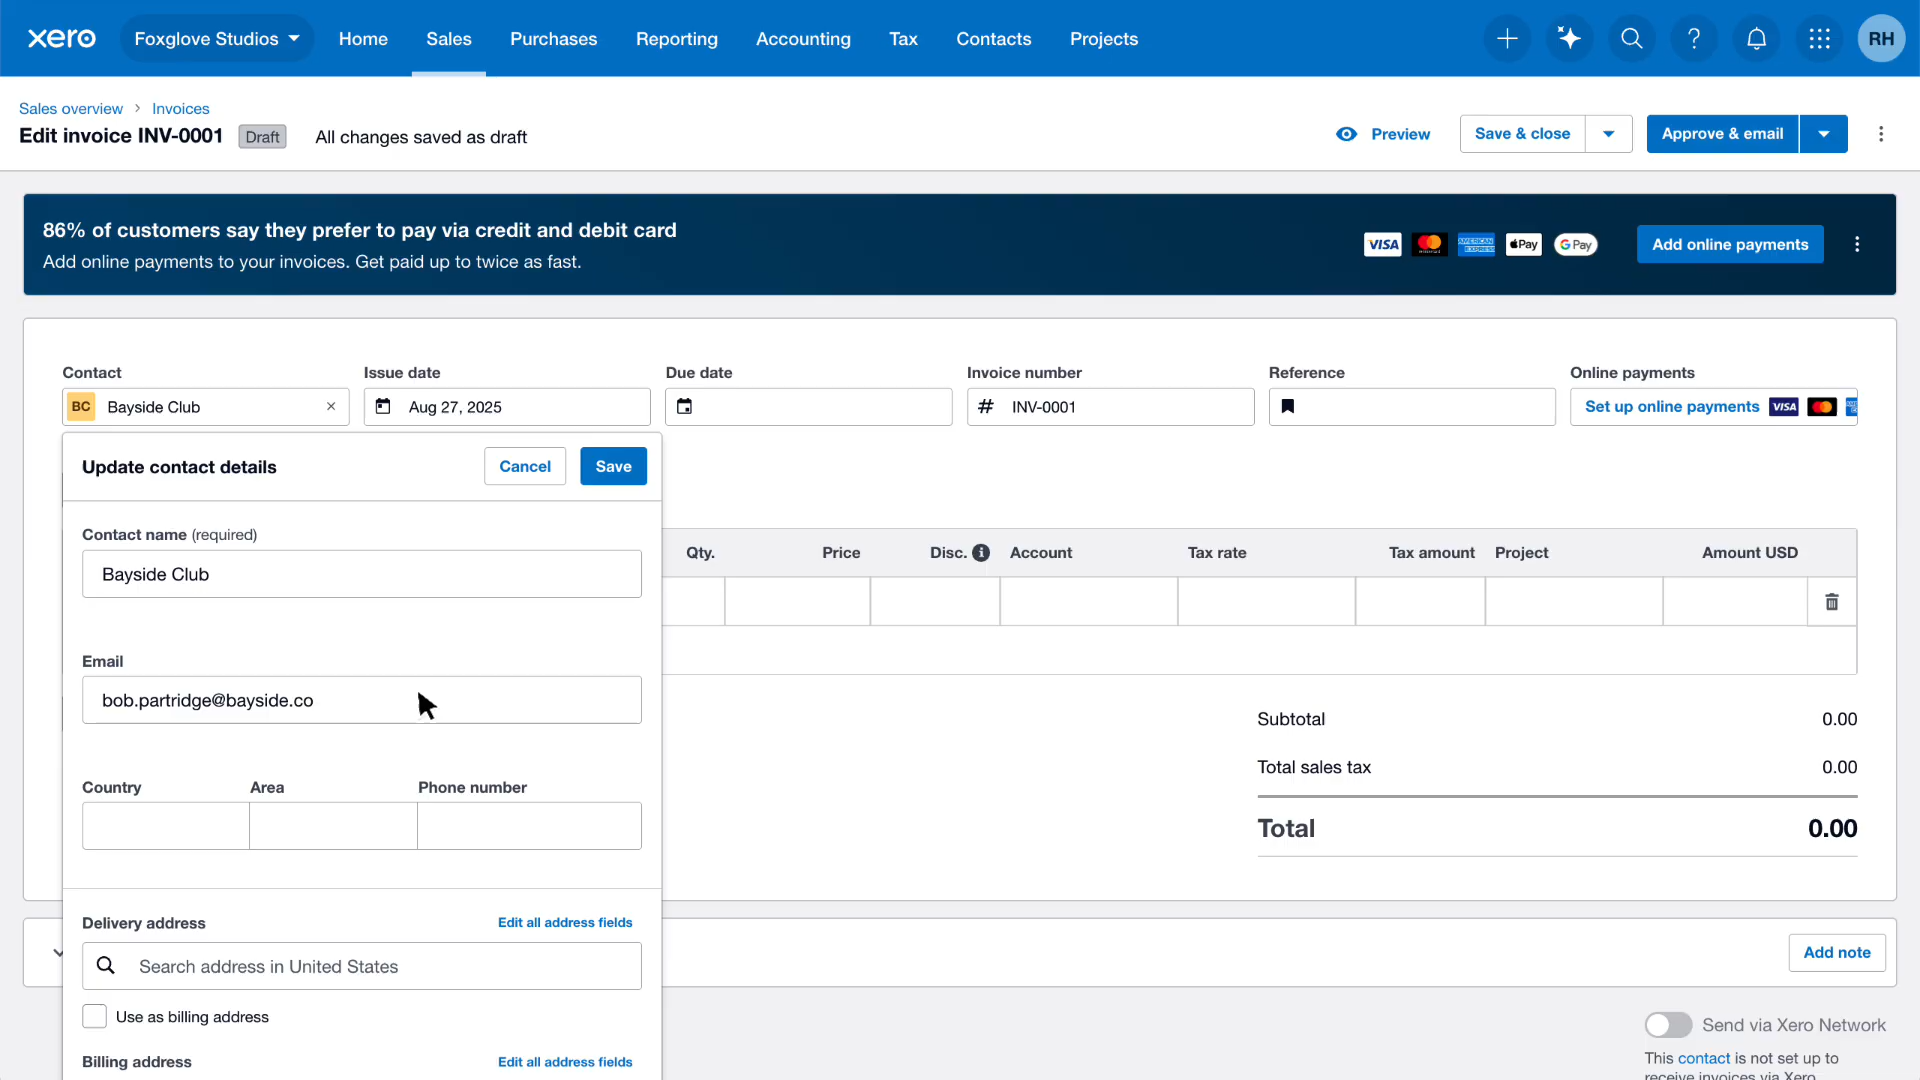 xero
Foxglove Studios
Home
Sales
Purchases
Reporting
Accounting
Tax
Contacts
Projects
RH
Sales overview
Invoices
Edit invoice INV-0001
Draft
All changes saved as draft
Preview
Save & close
Approve & email
86% of customers say they prefer to pay via credit and debit card
Add online payments to your invoices. Get paid up to twice as fast.
VISA
AMERICAN EXPRESS
Pay
G Pay
Add online payments
Contact
Issue date
Due date
Invoice number
Reference
Online payments
BC
Bayside Club
Aug 27, 2025
# INV-0001
Set up online payments
VISA
Update contact details
Cancel
Save
Contact name (required)
Bayside Club
Email
bob.partridge@bayside.co
Country
Area
Phone number
Delivery address
Edit all address fields
Search address in United States
Use as billing address
Billing address
Edit all address fields
Qty.
Price
Disc.
Account
Tax rate
Tax amount
Project
Amount USD
Subtotal
0.00
Total sales tax
0.00
Total
0.00
Add note
Send via Xero Network
This contact is not set up to
receive invoices via Xero